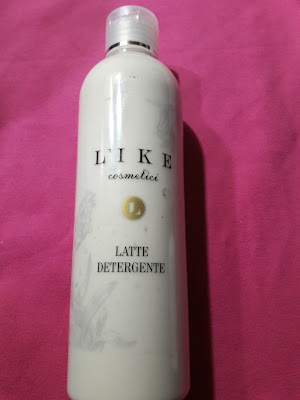 L'IKE
cosmetici
L
LATTE
DETERGENTE